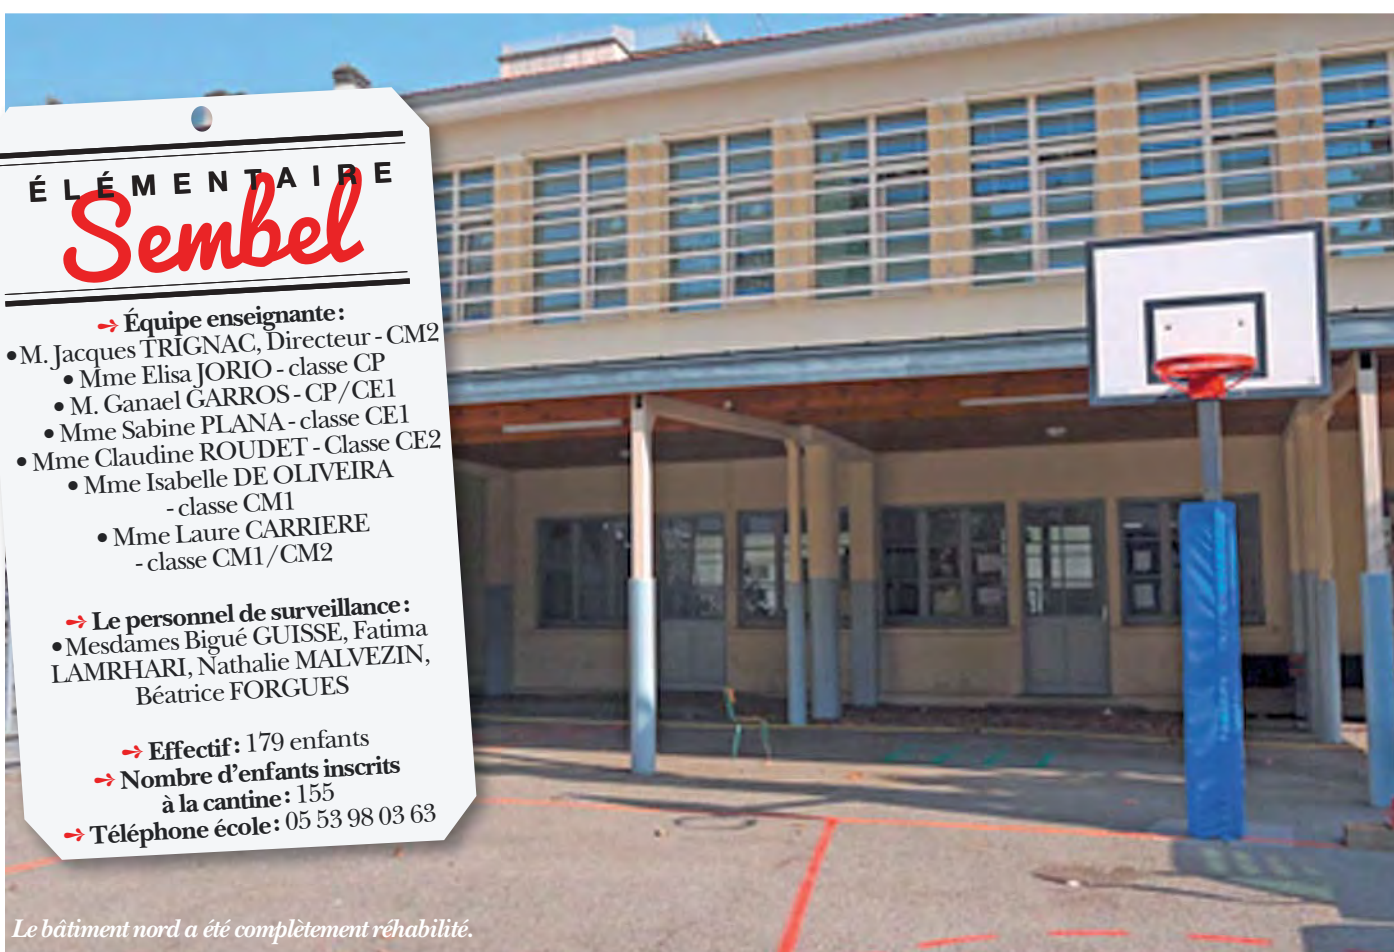 ÉLÉMENTAIRE
Sembel
➻ Équipe enseignante :
• M. Jacques TRIGNAC, Directeur - CM2
• Mme Elisa JORIO - classe CP
• M. Ganael GARROS - CP/CE1
• Mme Sabine PLANA - classe CE1
• Mme Claudine ROUDET - Classe CE2
• Mme Isabelle DE OLIVEIRA
- classe CM1
• Mme Laure CARRIERE
- classe CM1/CM2
➻ Le personnel de surveillance :
• Mesdames Bigué GUISSE, Fatima
LAMRHARI, Nathalie MALVEZIN,
Béatrice FORGUES
➻ Effectif : 179 enfants
➻ Nombre d'enfants inscrits
à la cantine : 155
➻ Téléphone école : 05 53 98 03 63
Le bâtiment nord a été complètement réhabilité.